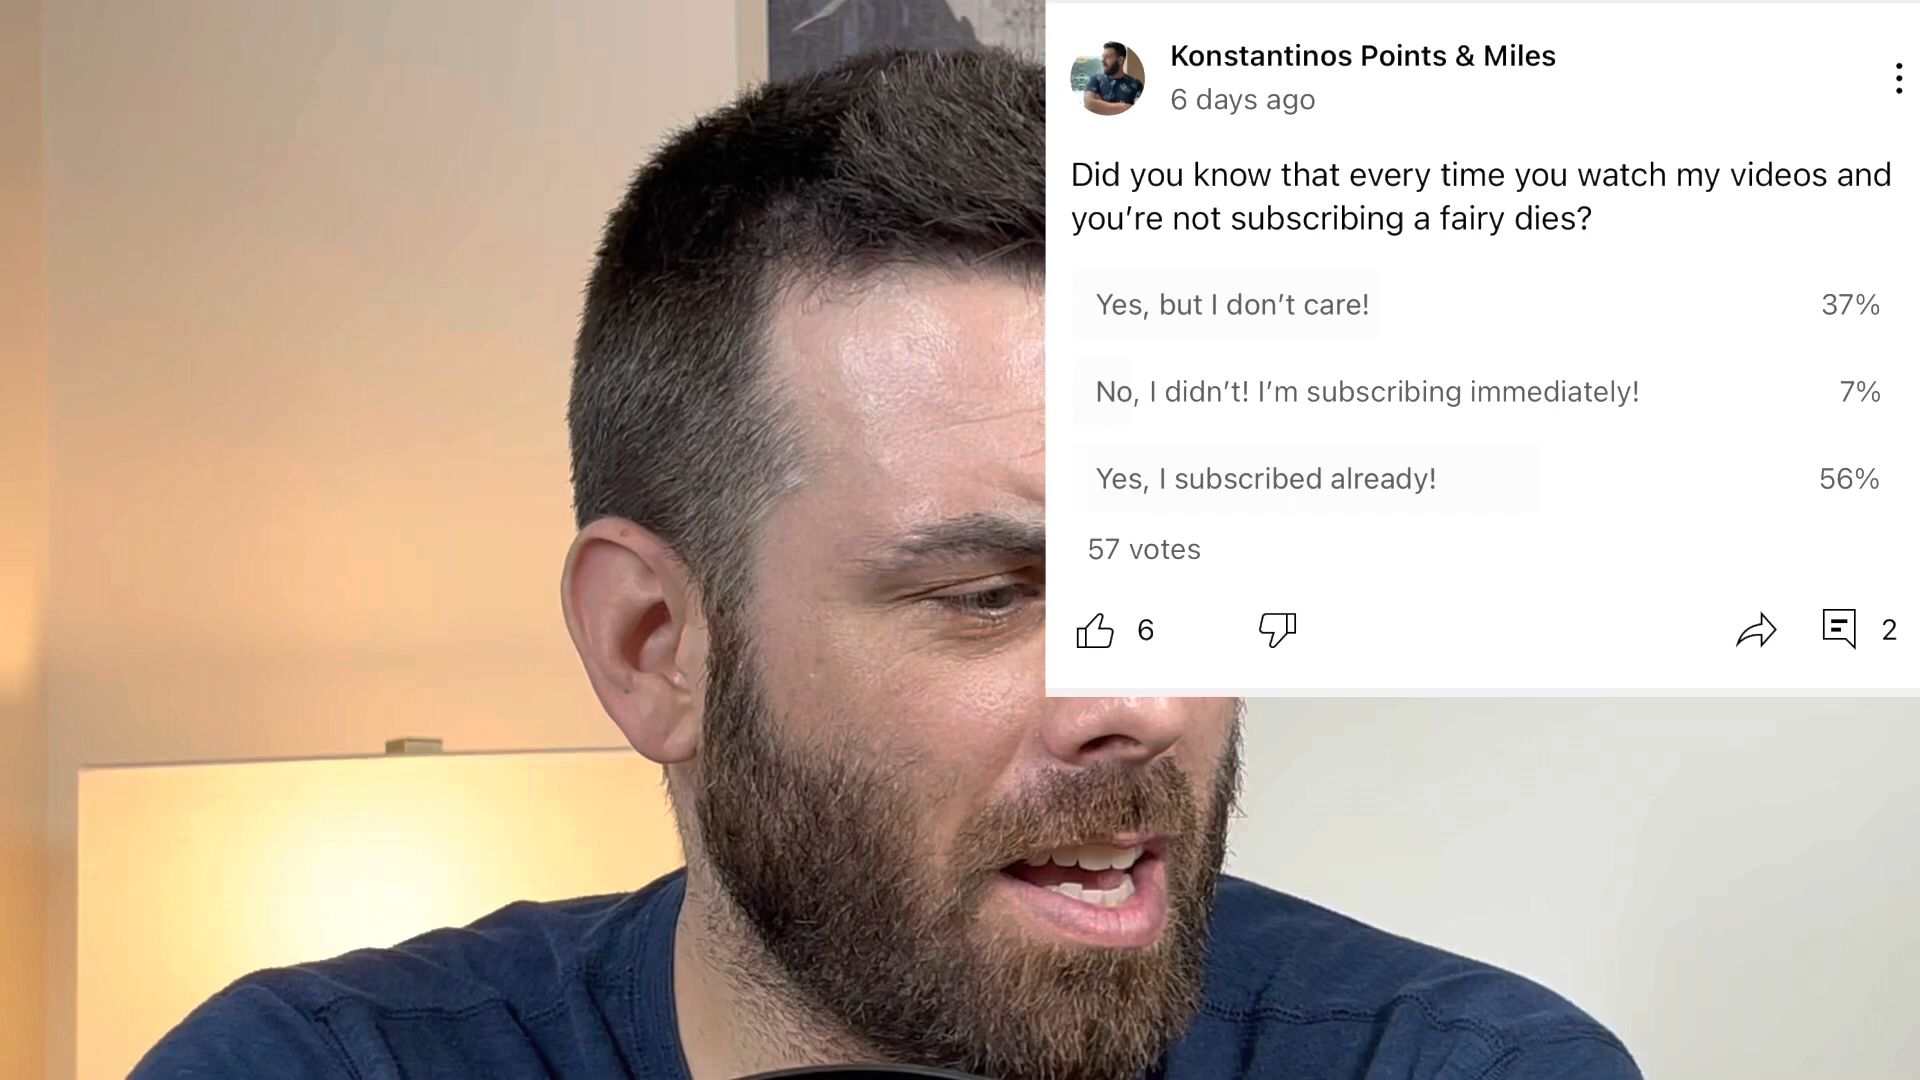 Konstantinos Points & Miles
6 days ago
Did you know that every time you watch my videos and
you’re not subscribing a fairy dies?
Yes, but I don’t care! 37%
No, I didn’t! I’m subscribing immediately! 7%
Yes, I subscribed already! 56%
57 votes
6
2